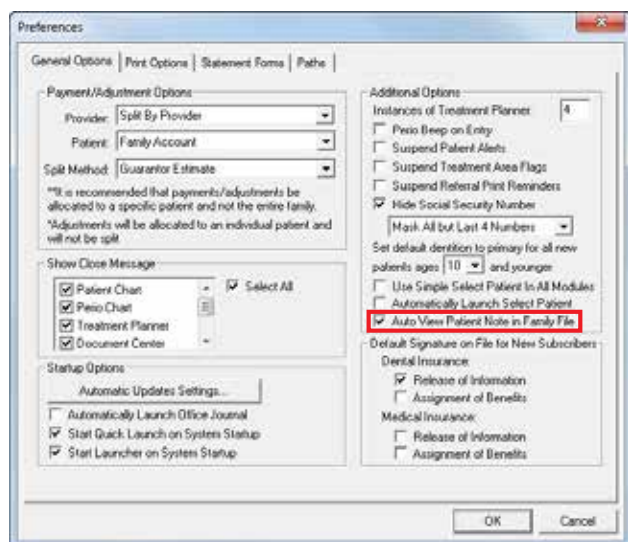 Preferences
General Options
Print Options
Statement Forms
Paths
Payment/Adjustment Options
Provider: Split By Provider
Patient: Family Account
Split Method: Guarantor Estimate
**It is recommended that payments/adjustments be
allocated to a specific patient and not the entire family.
*Adjustments will be allocated to an individual patient and
will not be split
Show Close Message
Patient Chart
Perio Chart
Treatment Planner
Document Center
Select All
Startup Options
Automatic Updates Settings...
Automatically Launch Office Journal
Start Quick Launch on System Startup
Start Launcher on System Startup
Additional Options
Instances of Treatment Planner: 4
Perio Beep on Entry
Suspend Patient Alerts
Suspend Treatment Area Flags
Suspend Referral Print Reminders
Hide Social Security Number
Mask All but Last 4 Numbers
Set default dentition to primary for all new
patients ages 10 and younger
Use Simple Select Patient In All Modules
Automatically Launch Select Patient
Auto View Patient Note in Family File
Default Signature on File for New Subscribers
Dental Insurance:
Release of Information
Assignment of Benefits
Medical Insurance:
Release of Information
Assignment of Benefits
OK
Cancel